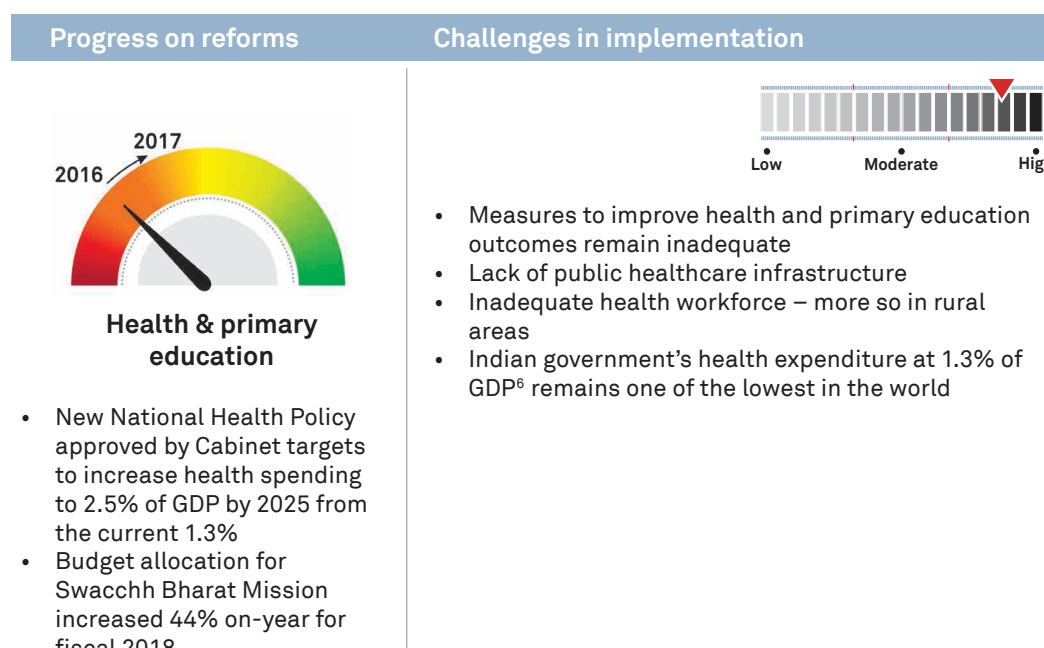 Progress on reforms
Challenges in implementation
2017
2016
Low
Moderate
Hig
Health & primary
education
• New National Health Policy
approved by Cabinet targets
to increase health spending
to 2.5% of GDP by 2025 from
the current 1.3%
• Budget allocation for
Swacchh Bharat Mission
increased 44% on-year for
fiscal 2018
• Measures to improve health and primary education
outcomes remain inadequate
• Lack of public healthcare infrastructure
• Inadequate health workforce – more so in rural
areas
• Indian government's health expenditure at 1.3% of
GDP⁶ remains one of the lowest in the world